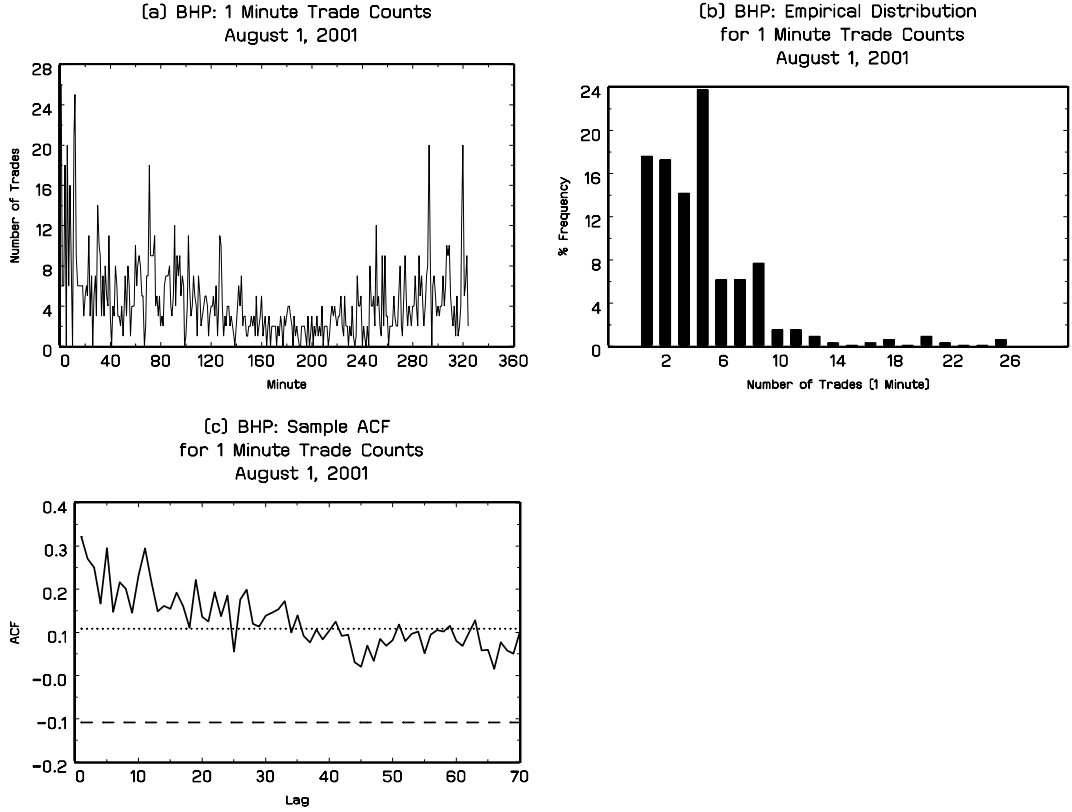 (a) BHP: 1 Minute Trade Counts
August 1, 2001
28
24
20
16
12
8
4
0
Number of Trades
0 40 80 120 160 200 240 280 320 360
Minute
(b) BHP: Empirical Distribution
for 1 Minute Trade Counts
August 1, 2001
24
20
16
12
8
4
0
% Frequency
2 6 10 14 18 22 26
Number of Trades (1 Minute)
(c) BHP: Sample ACF
for 1 Minute Trade Counts
August 1, 2001
0.4
0.3
0.2
0.1
-0.0
-0.1
-0.2
ACF
0 10 20 30 40 50 60 70
Lag